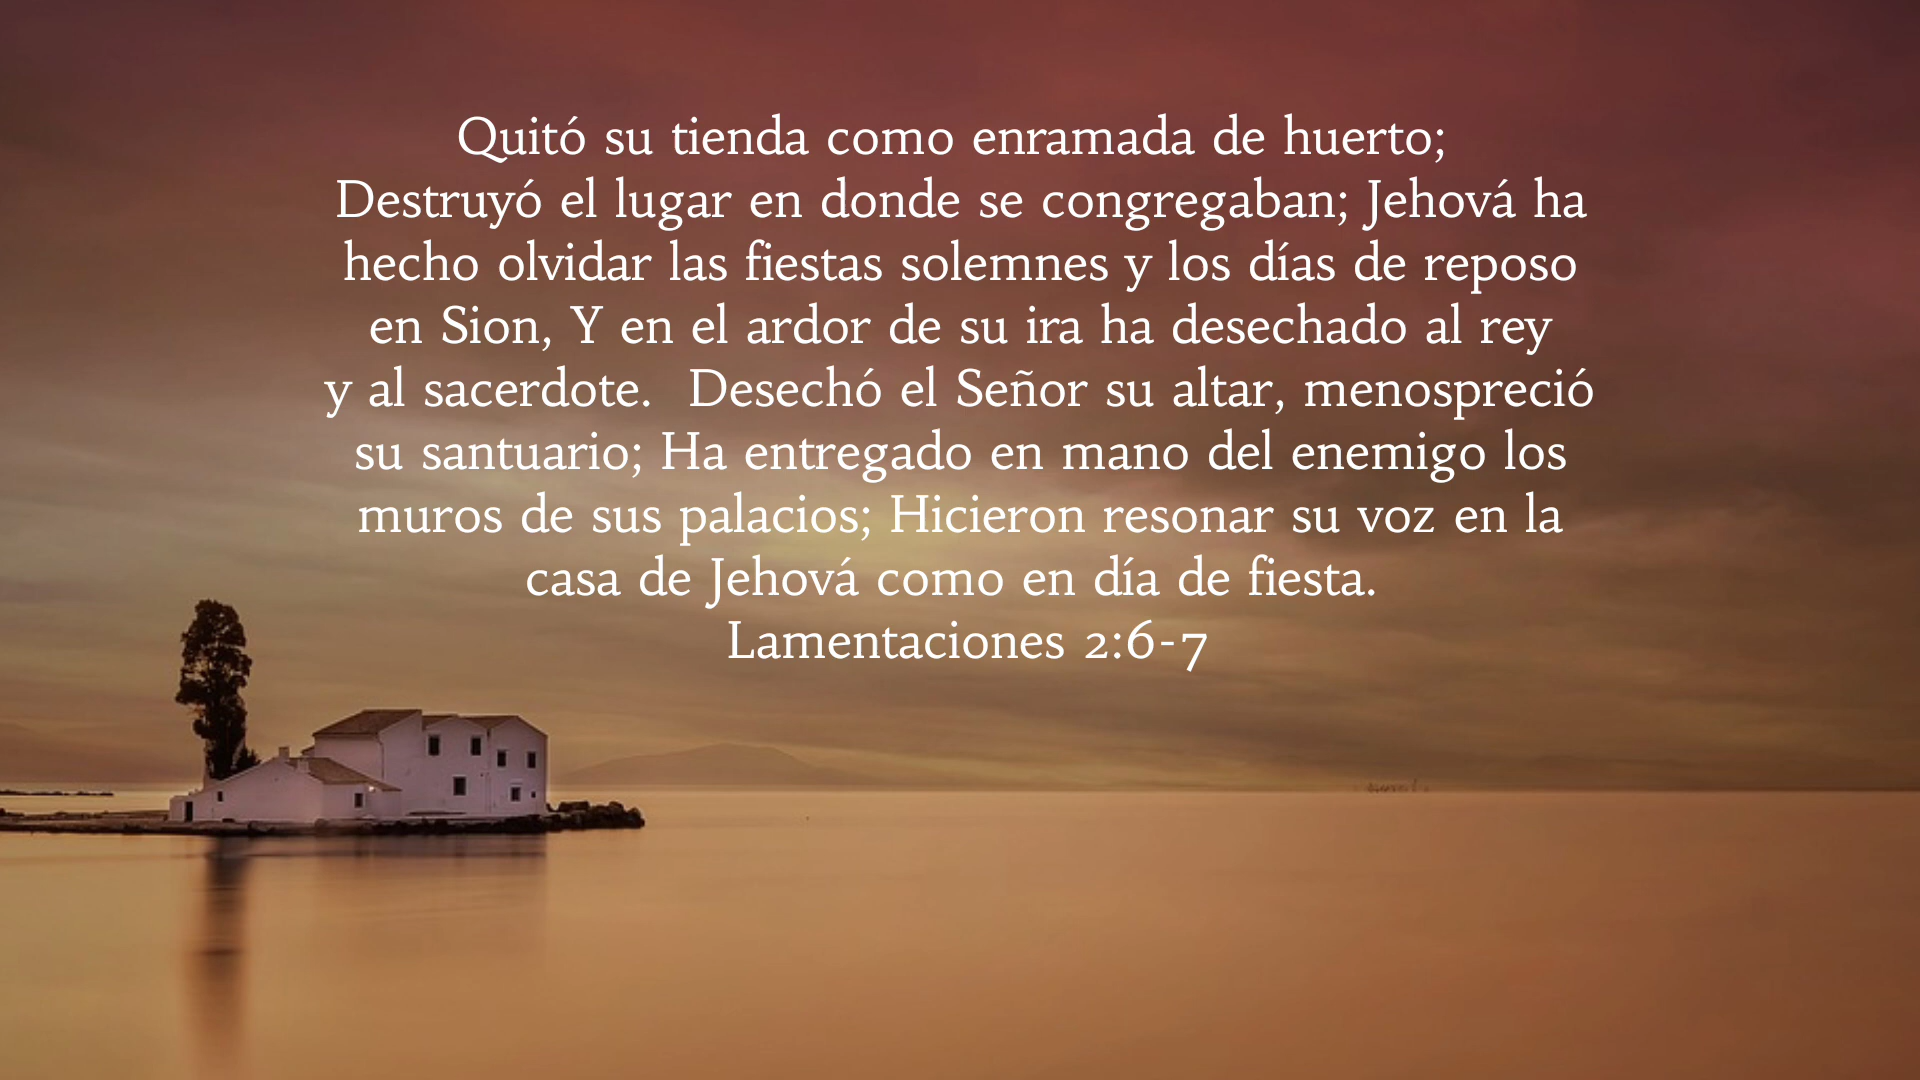 Quitó su tienda como enramada de huerto;
Destruyó el lugar en donde se congregaban; Jehová ha
hecho olvidar las fiestas solemnes y los días de reposo
en Sion, Y en el ardor de su ira ha desechado al rey
y al sacerdote.  Desechó el Señor su altar, menospreció
su santuario; Ha entregado en mano del enemigo los
muros de sus palacios; Hicieron resonar su voz en la
casa de Jehová como en día de fiesta.
Lamentaciones 2:6-7